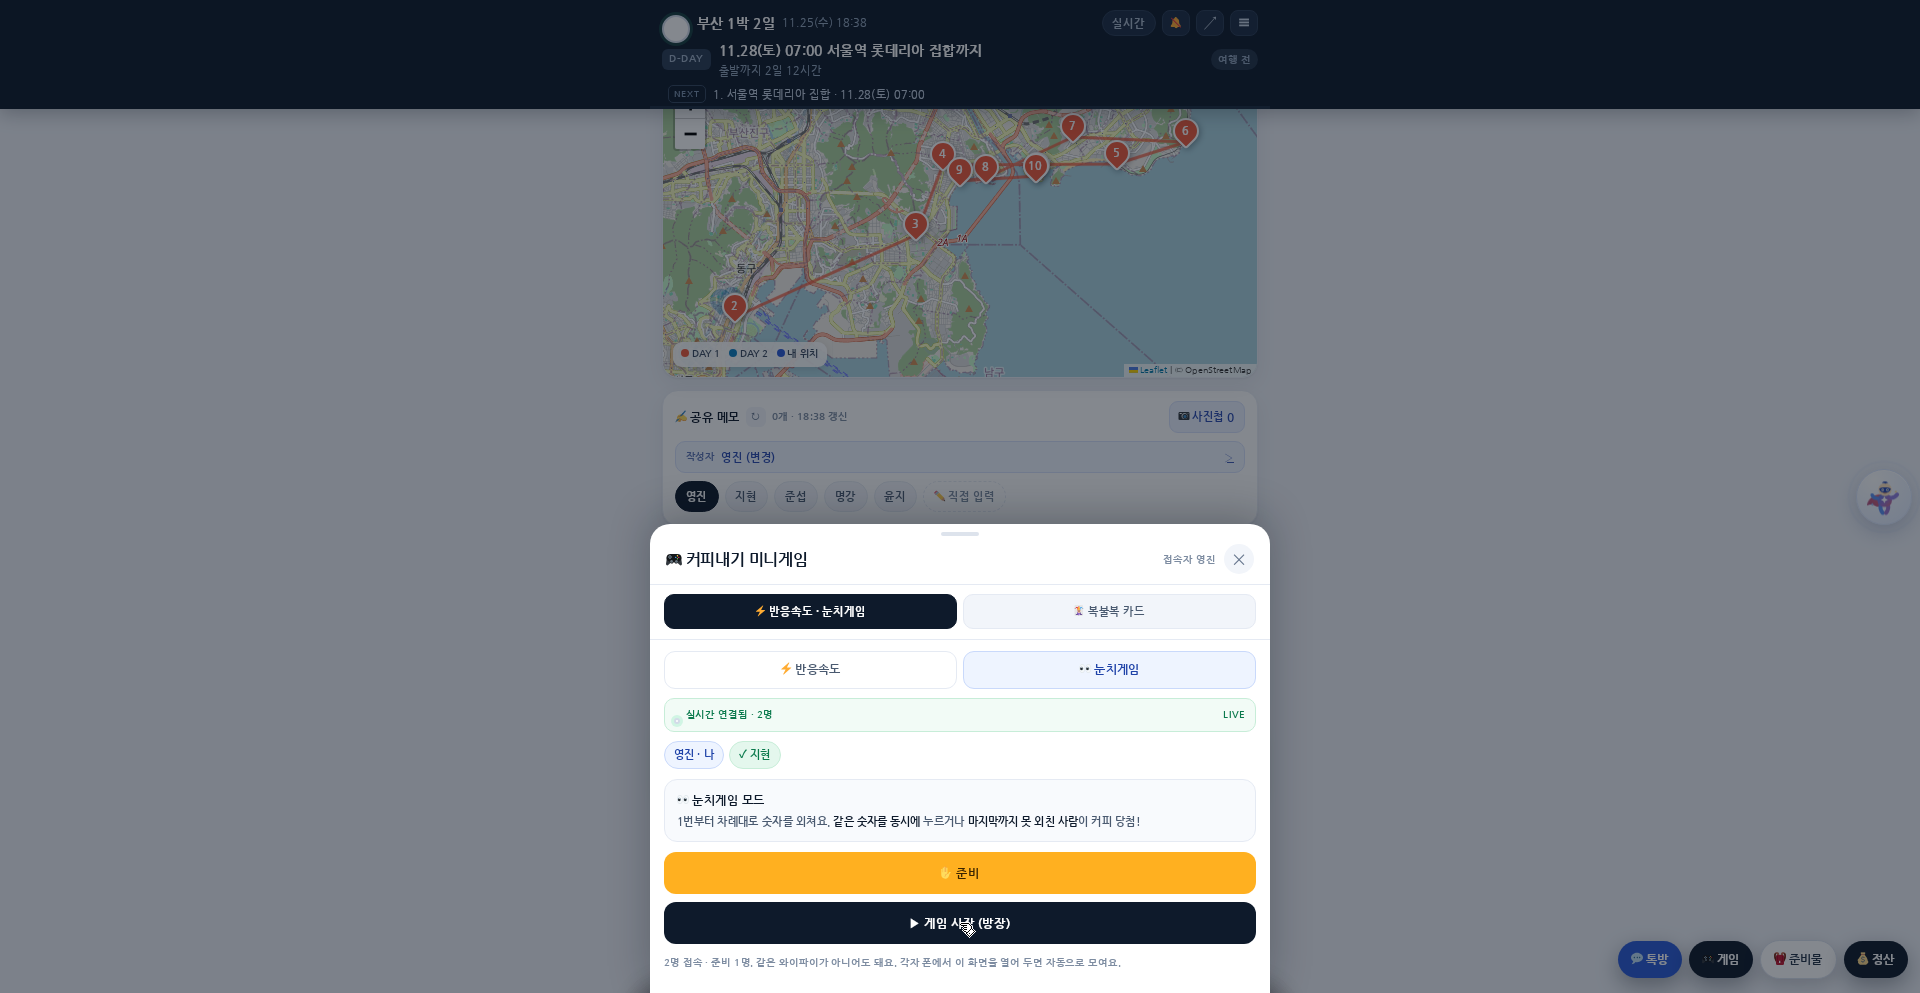 부산 1박 2일 11.25(수) 18:38 실시간
D-DAY 11.28(토) 07:00 서울역 롯데리아 집합까지
출발까지 2일 12시간 여행 전
NEXT 1. 서울역 롯데리아 집합 · 11.28(토) 07:00
−
부산진구
7
6
4
5
9
8
10
3
2A
1A
동구
2
DAY 1 DAY 2 내 위치
남구
Leaflet | © OpenStreetMap
공유 메모 0개 · 18:38 갱신 사진첩 0
작성자 영진 (변경)
영진 지현 준섭 명강 윤지 직접 입력
커피내기 미니게임 접속자 영진
반응속도 · 눈치게임 복불복 카드
반응속도 눈치게임
실시간 연결됨 · 2명 LIVE
영진 · 나 ✓ 지현
눈치게임 모드
1번부터 차례대로 숫자를 외쳐요. 같은 숫자를 동시에 누르거나 마지막까지 못 외친 사람이 커피 당첨!
준비
▶ 게임 시작 (방장)
2명 접속 · 준비 1명. 같은 와이파이가 아니어도 돼요. 각자 폰에서 이 화면을 열어 두면 자동으로 모여요.
톡방 게임 준비물 정산